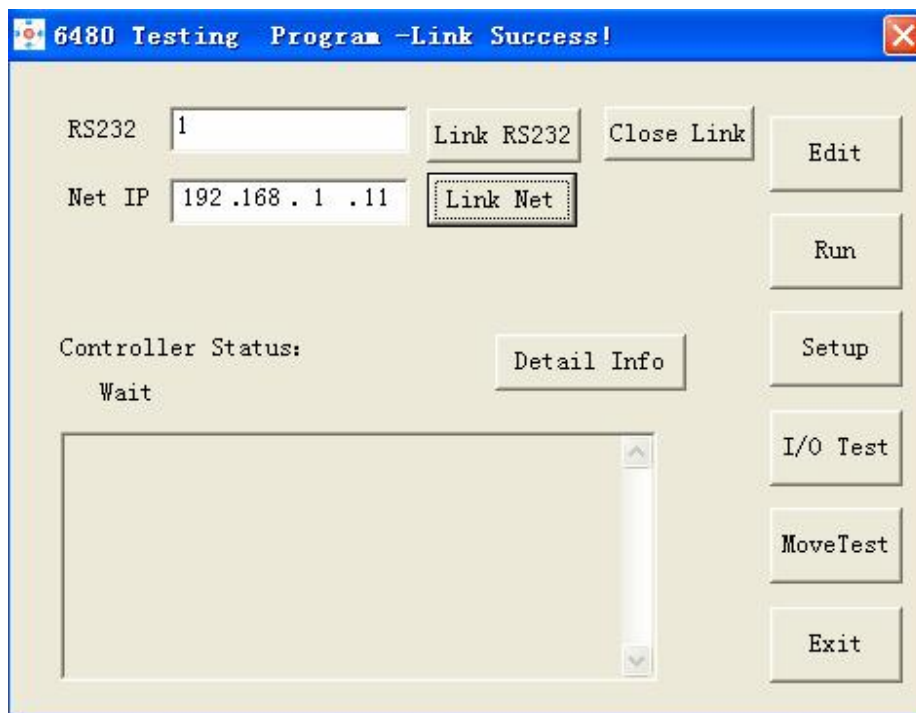 6480 Testing Program -Link Success!
RS232 1 Link RS232 Close Link
Net IP 192 .168 . 1 .11 Link Net
Edit
Run
Controller Status:
Wait
Detail Info
Setup
I/O Test
MoveTest
Exit